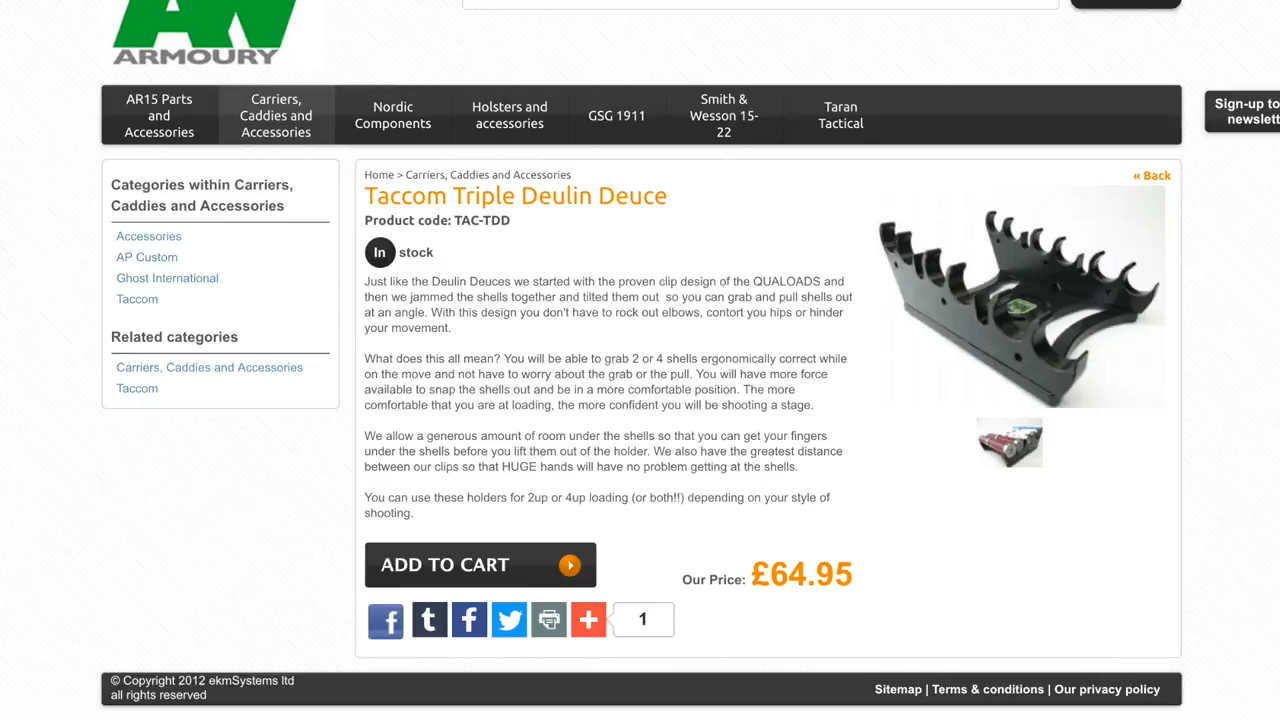 ARMOURY
AR15 Parts
and
Accessories
Carriers,
Caddies and
Accessories
Nordic
Components
Holsters and
accessories
GSG 1911
Smith &
Wesson 15-
22
Taran
Tactical
Sign-up to
newslett
Categories within Carriers,
Caddies and Accessories
Accessories
AP Custom
Ghost International
Taccom
Related categories
Carriers, Caddies and Accessories
Taccom
Home > Carriers, Caddies and Accessories
« Back
Taccom Triple Deulin Deuce
Product code: TAC-TDD
In stock
Just like the Deulin Deuces we started with the proven clip design of the QUALOADS and
then we jammed the shells together and tilted them out  so you can grab and pull shells out
at an angle. With this design you don't have to rock out elbows, contort you hips or hinder
your movement.
What does this all mean? You will be able to grab 2 or 4 shells ergonomically correct while
on the move and not have to worry about the grab or the pull. You will have more force
available to snap the shells out and be in a more comfortable position. The more
comfortable that you are at loading, the more confident you will be shooting a stage.
We allow a generous amount of room under the shells so that you can get your fingers
under the shells before you lift them out of the holder. We also have the greatest distance
between our clips so that HUGE hands will have no problem getting at the shells.
You can use these holders for 2up or 4up loading (or both!!) depending on your style of
shooting.
ADD TO CART
Our Price: £64.95
1
© Copyright 2012 ekmSystems ltd
all rights reserved
Sitemap | Terms & conditions | Our privacy policy